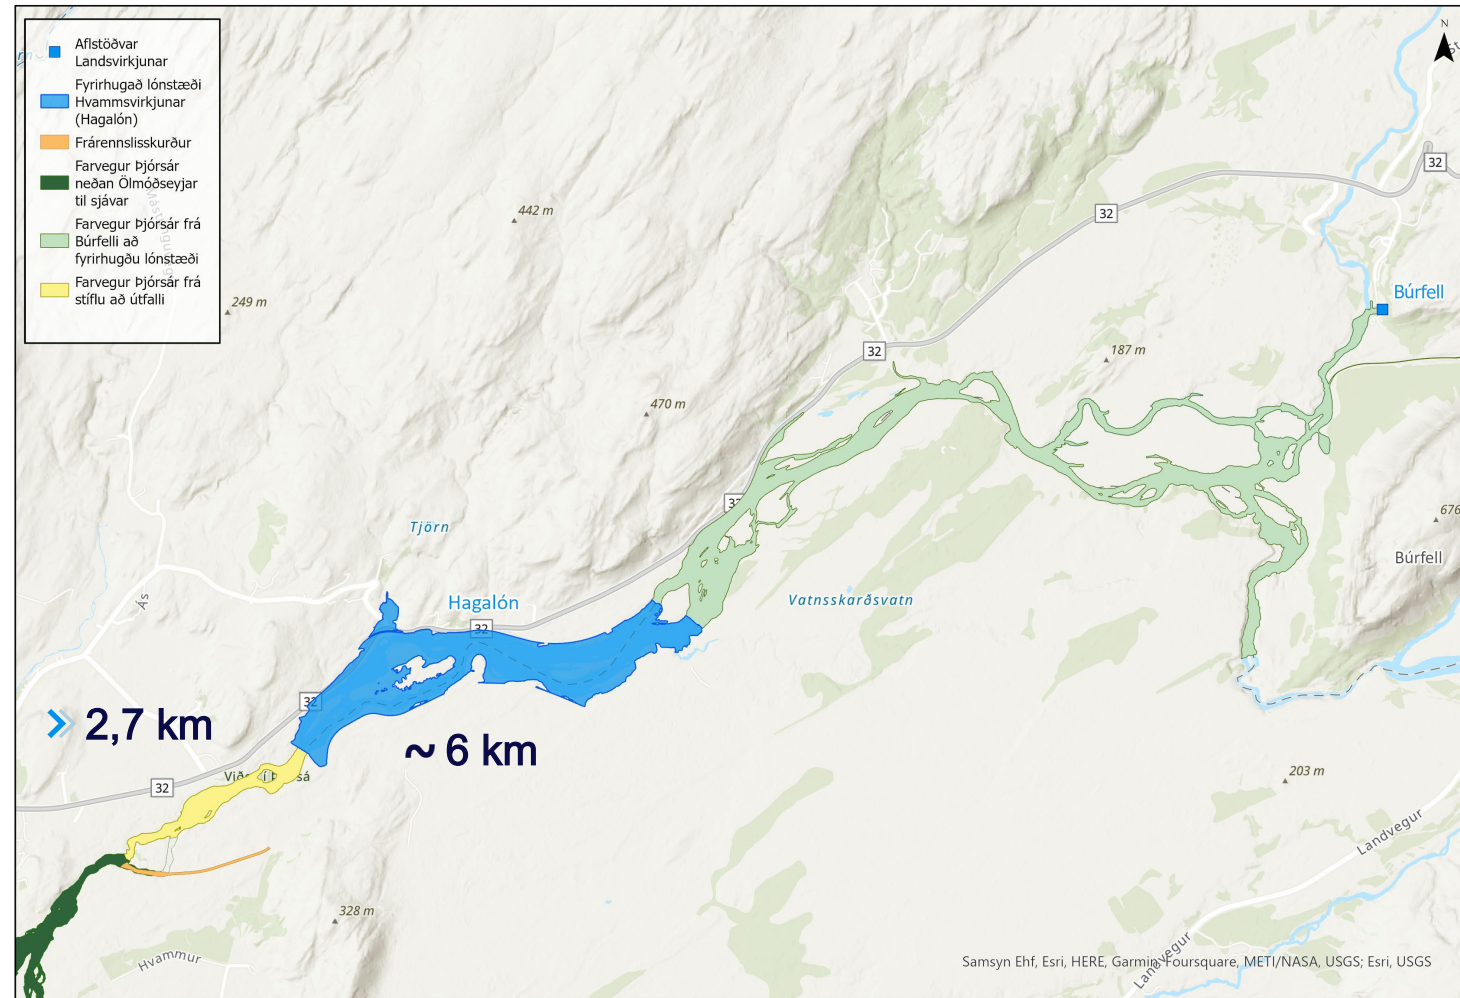 Aflstöðvar
Landsvirkjunar
Fyrirhugað lónstæði
Hvammsvirkjunar
(Hagalón)
Frárennslisskurður
Farvegur Þjórsár
neðan Ölmóðseyjar
til sjávar
Farvegur Þjórsár frá
Búrfelli að
fyrirhugðu lónstæði
Farvegur Þjórsár frá
stíflu að útfalli
N
32
32
442 m
249 m
Búrfell
32
187 m
470 m
32
676
Tjörn
Búrfell
Ás
Hagalón
Vatnsskarðsvatn
32
32
2,7 km
~ 6 km
203 m
32
Landvegur
328 m
Hvammur
Landvegur
Samsyn Ehf, Esri, HERE, Garmin, Foursquare, METI/NASA, USGS; Esri, USGS